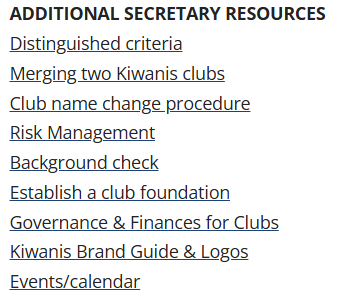 ADDITIONAL SECRETARY RESOURCES
Distinguished criteria
Merging two Kiwanis clubs
Club name change procedure
Risk Management
Background check
Establish a club foundation
Governance & Finances for Clubs
Kiwanis Brand Guide & Logos
Events/calendar